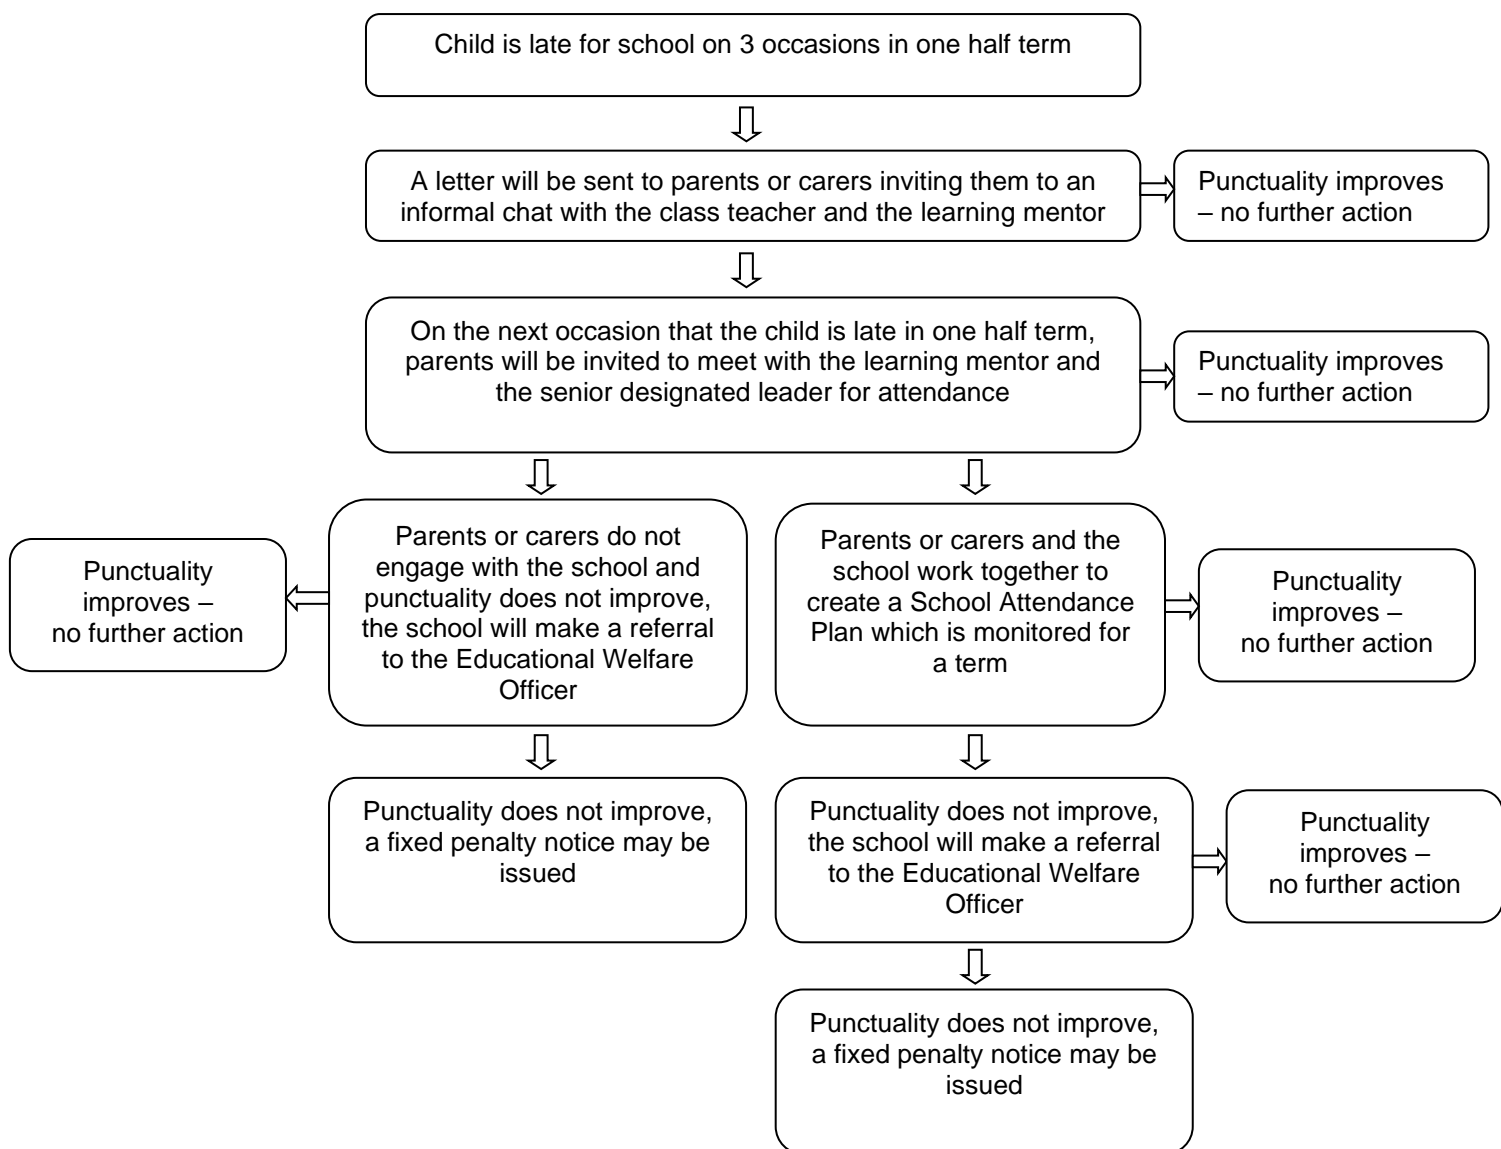 Child is late for school on 3 occasions in one half term
A letter will be sent to parents or carers inviting them to an
informal chat with the class teacher and the learning mentor
Punctuality improves
– no further action
On the next occasion that the child is late in one half term,
parents will be invited to meet with the learning mentor and
the senior designated leader for attendance
Punctuality improves
– no further action
Punctuality
improves –
no further action
Parents or carers do not
engage with the school and
punctuality does not improve,
the school will make a referral
to the Educational Welfare
Officer
Parents or carers and the
school work together to
create a School Attendance
Plan which is monitored for
a term
Punctuality
improves –
no further action
Punctuality does not improve,
a fixed penalty notice may be
issued
Punctuality does not improve,
the school will make a referral
to the Educational Welfare
Officer
Punctuality
improves –
no further action
Punctuality does not improve,
a fixed penalty notice may be
issued